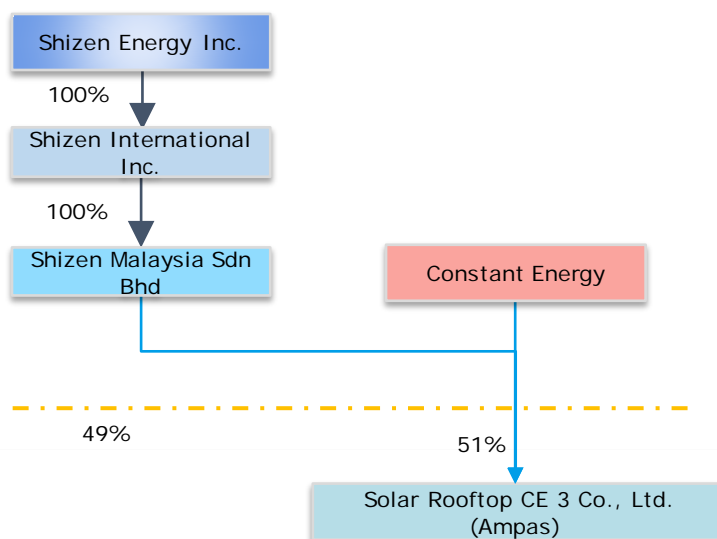 Shizen Energy Inc.
100%
Shizen International
Inc.
100%
Shizen Malaysia Sdn
Bhd
Constant Energy
49%
51%
Solar Rooftop CE 3 Co., Ltd.
(Ampas)